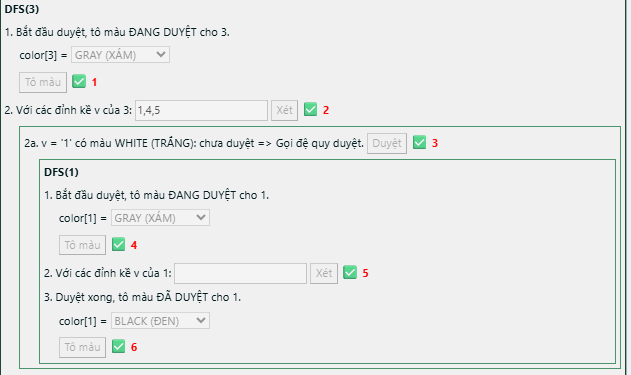 DFS(3)
1. Bắt đầu duyệt, tô màu ĐANG DUYỆT cho 3.
color[3] = GRAY (XÁM)
Tô màu 1
2. Với các đỉnh kề v của 3: 1,4,5 Xét 2
2a. v = '1' có màu WHITE (TRẮNG): chưa duyệt => Gọi đệ quy duyệt. Duyệt 3
DFS(1)
1. Bắt đầu duyệt, tô màu ĐANG DUYỆT cho 1.
color[1] = GRAY (XÁM)
Tô màu 4
2. Với các đỉnh kề v của 1: Xét 5
3. Duyệt xong, tô màu ĐÃ DUYỆT cho 1.
color[1] = BLACK (ĐEN)
Tô màu 6